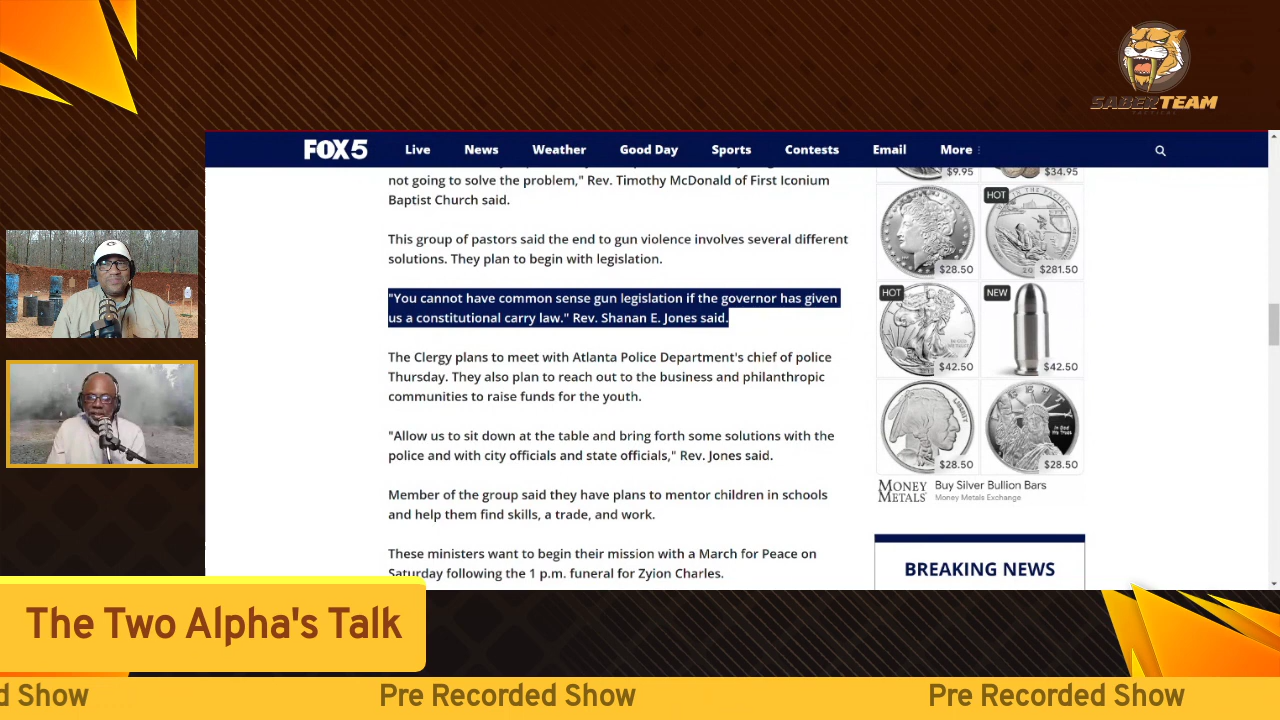 SABERTEAM
TACTICAL
FOX 5
Live
News
Weather
Good Day
Sports
Contests
Email
More
not going to solve the problem," Rev. Timothy McDonald of First Iconium
Baptist Church said.
This group of pastors said the end to gun violence involves several different
solutions. They plan to begin with legislation.
"You cannot have common sense gun legislation if the governor has given
us a constitutional carry law." Rev. Shanan E. Jones said.
The Clergy plans to meet with Atlanta Police Department's chief of police
Thursday. They also plan to reach out to the business and philanthropic
communities to raise funds for the youth.
"Allow us to sit down at the table and bring forth some solutions with the
police and with city officials and state officials," Rev. Jones said.
Member of the group said they have plans to mentor children in schools
and help them find skills, a trade, and work.
These ministers want to begin their mission with a March for Peace on
Saturday following the 1 p.m. funeral for Zyion Charles.
$9.95
$34.95
HOT
$28.50
$281.50
HOT
NEW
$42.50
$42.50
LIBERTY
LIBERTY
$28.50
$28.50
MONEY
METALS
Buy Silver Bullion Bars
Money Metals Exchange
BREAKING NEWS
The Two Alpha's Talk
d Show
Pre Recorded Show
Pre Recorded Show